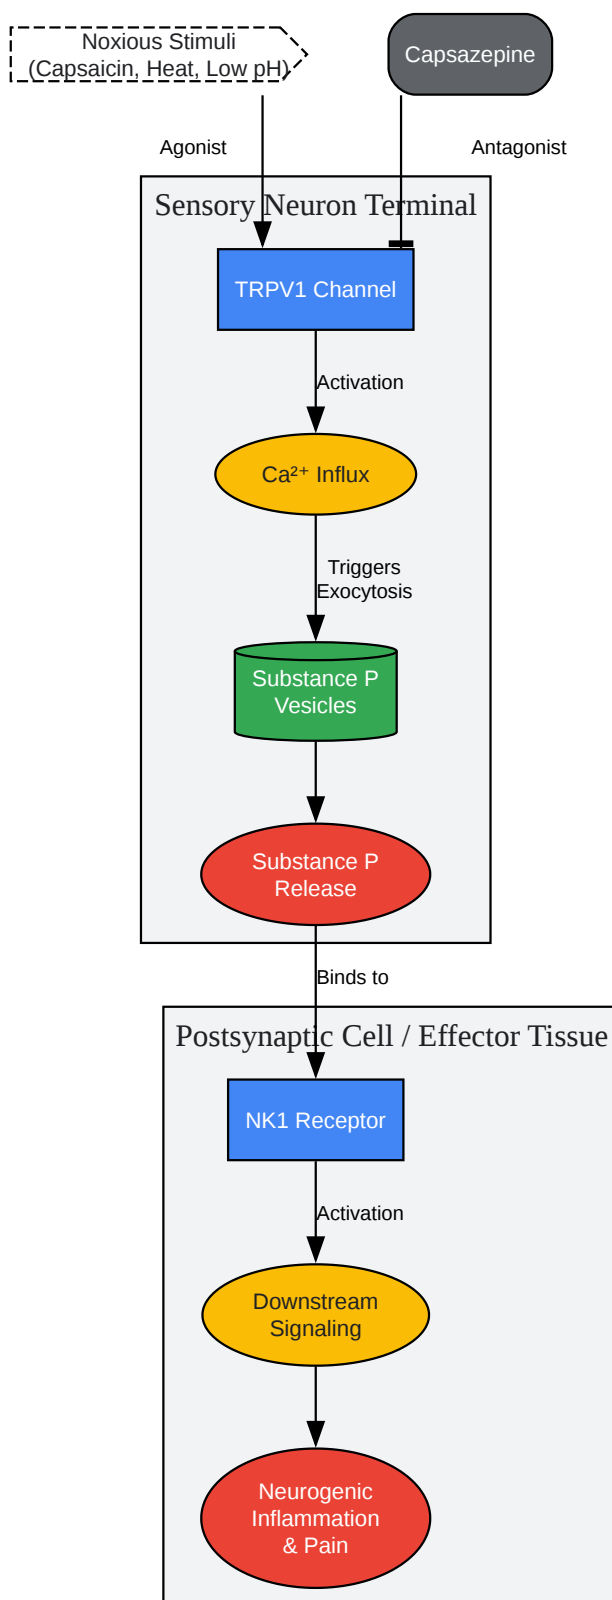 Noxious Stimuli
(Capsaicin, Heat, Low pH)
Capsazepine
Agonist
Antagonist
Sensory Neuron Terminal
TRPV1 Channel
Activation
Ca²⁺ Influx
Triggers
Exocytosis
Substance P
Vesicles
Substance P
Release
Binds to
Postsynaptic Cell / Effector Tissue
NK1 Receptor
Activation
Downstream
Signaling
Neurogenic
Inflammation
& Pain